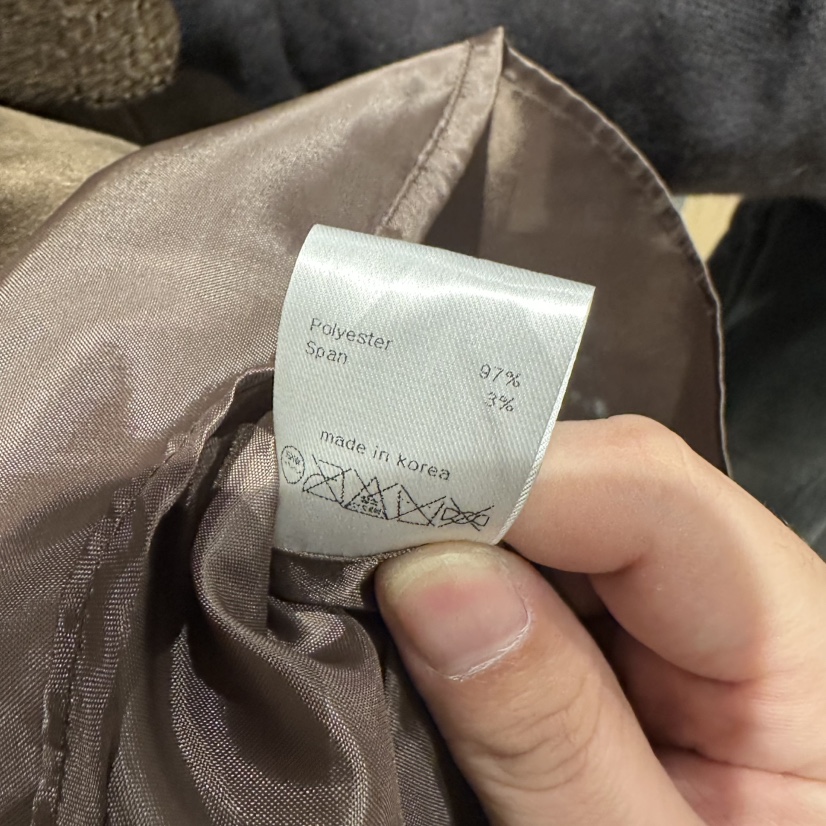 Polyester 97%
Span 3%
made in korea